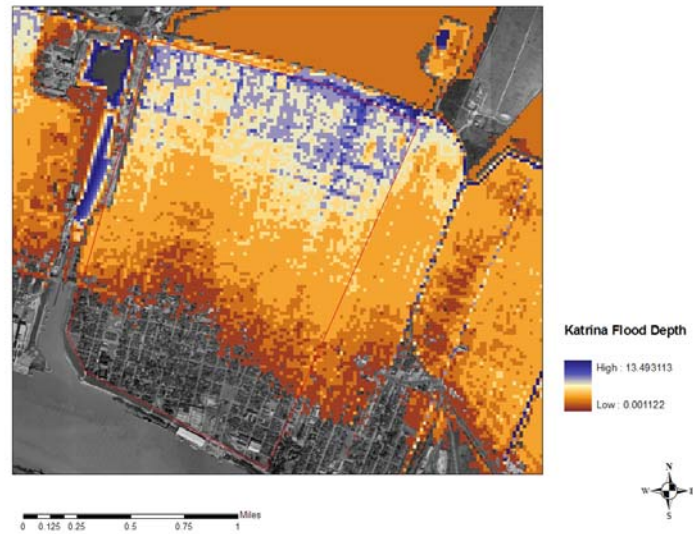 Katrina Flood Depth
High : 13.493113
Low : 0.001122
N
W E
S
Miles
0 0.125 0.25 0.5 0.75 1